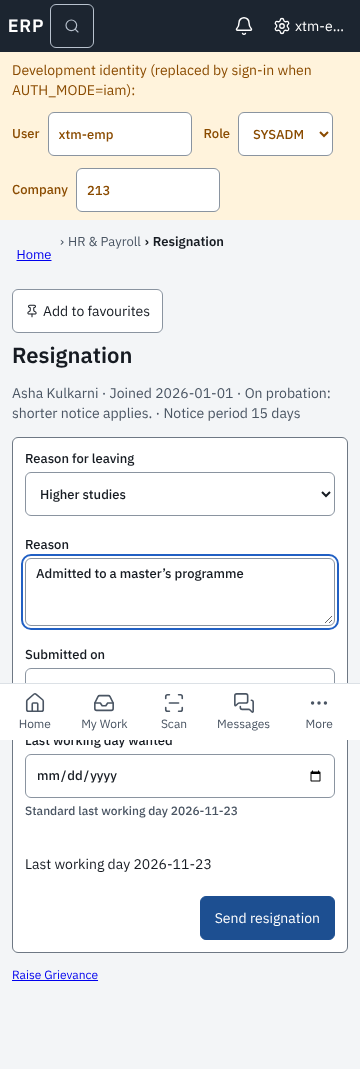 ERP
xtm-e...
Development identity (replaced by sign-in when
AUTH_MODE=iam):
User
xtm-emp
Role
SYSADM
Company
213
Home
› HR & Payroll › Resignation
Add to favourites
Resignation
Asha Kulkarni · Joined 2026-01-01 · On probation:
shorter notice applies. · Notice period 15 days
Reason for leaving
Higher studies
Reason
Admitted to a master’s programme
Submitted on
Home
My Work
Scan
Messages
More
Last working day wanted
mm/dd/yyyy
Standard last working day 2026-11-23
Last working day 2026-11-23
Send resignation
Raise Grievance